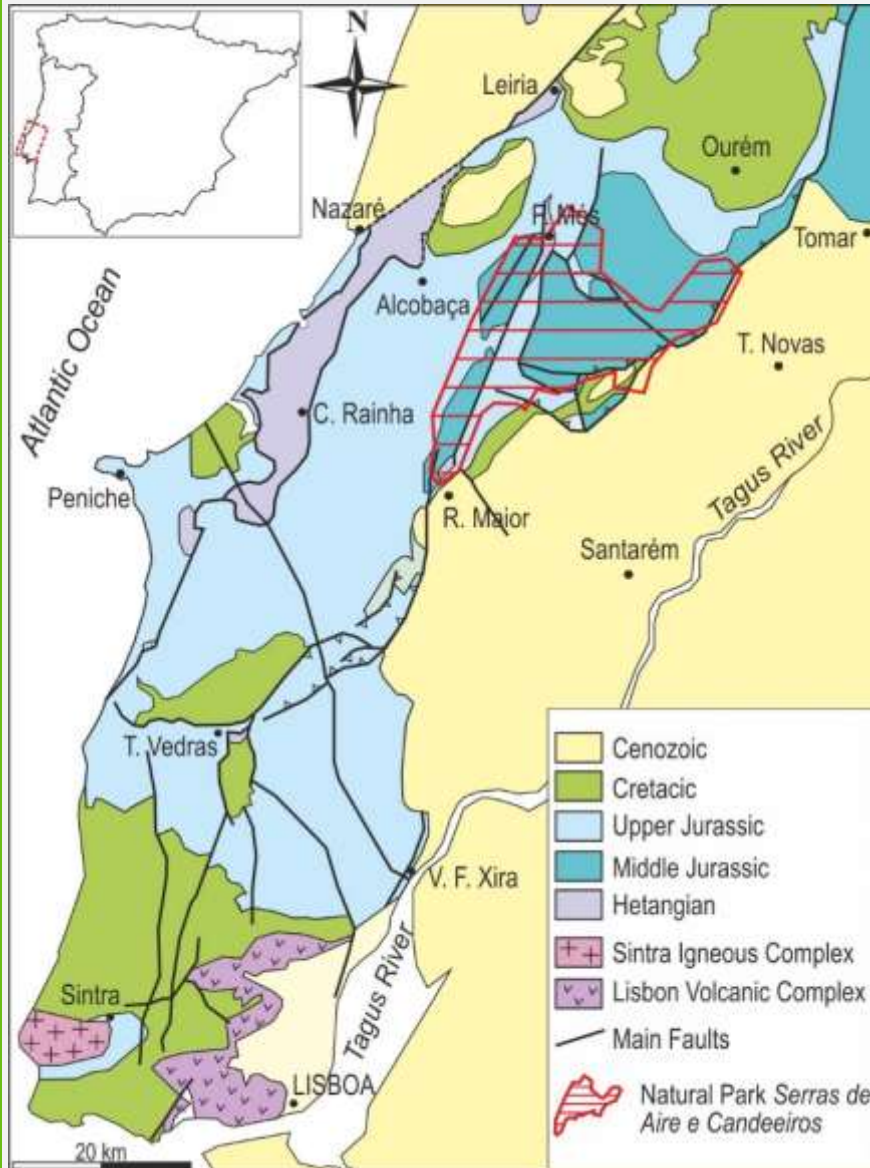 N
Leiria
Ourém
Nazaré
P. Mós
Tomar
Alcobaça
Atlantic Ocean
T. Novas
C. Rainha
Peniche
Tagus River
R. Maior
Santarém
T. Vedras
V. F. Xira
Sintra
Tagus River
LISBOA
20 km
Cenozoic
Cretacic
Upper Jurassic
Middle Jurassic
Hetangian
Sintra Igneous Complex
Lisbon Volcanic Complex
Main Faults
Natural Park Serras de
Aire e Candeeiros